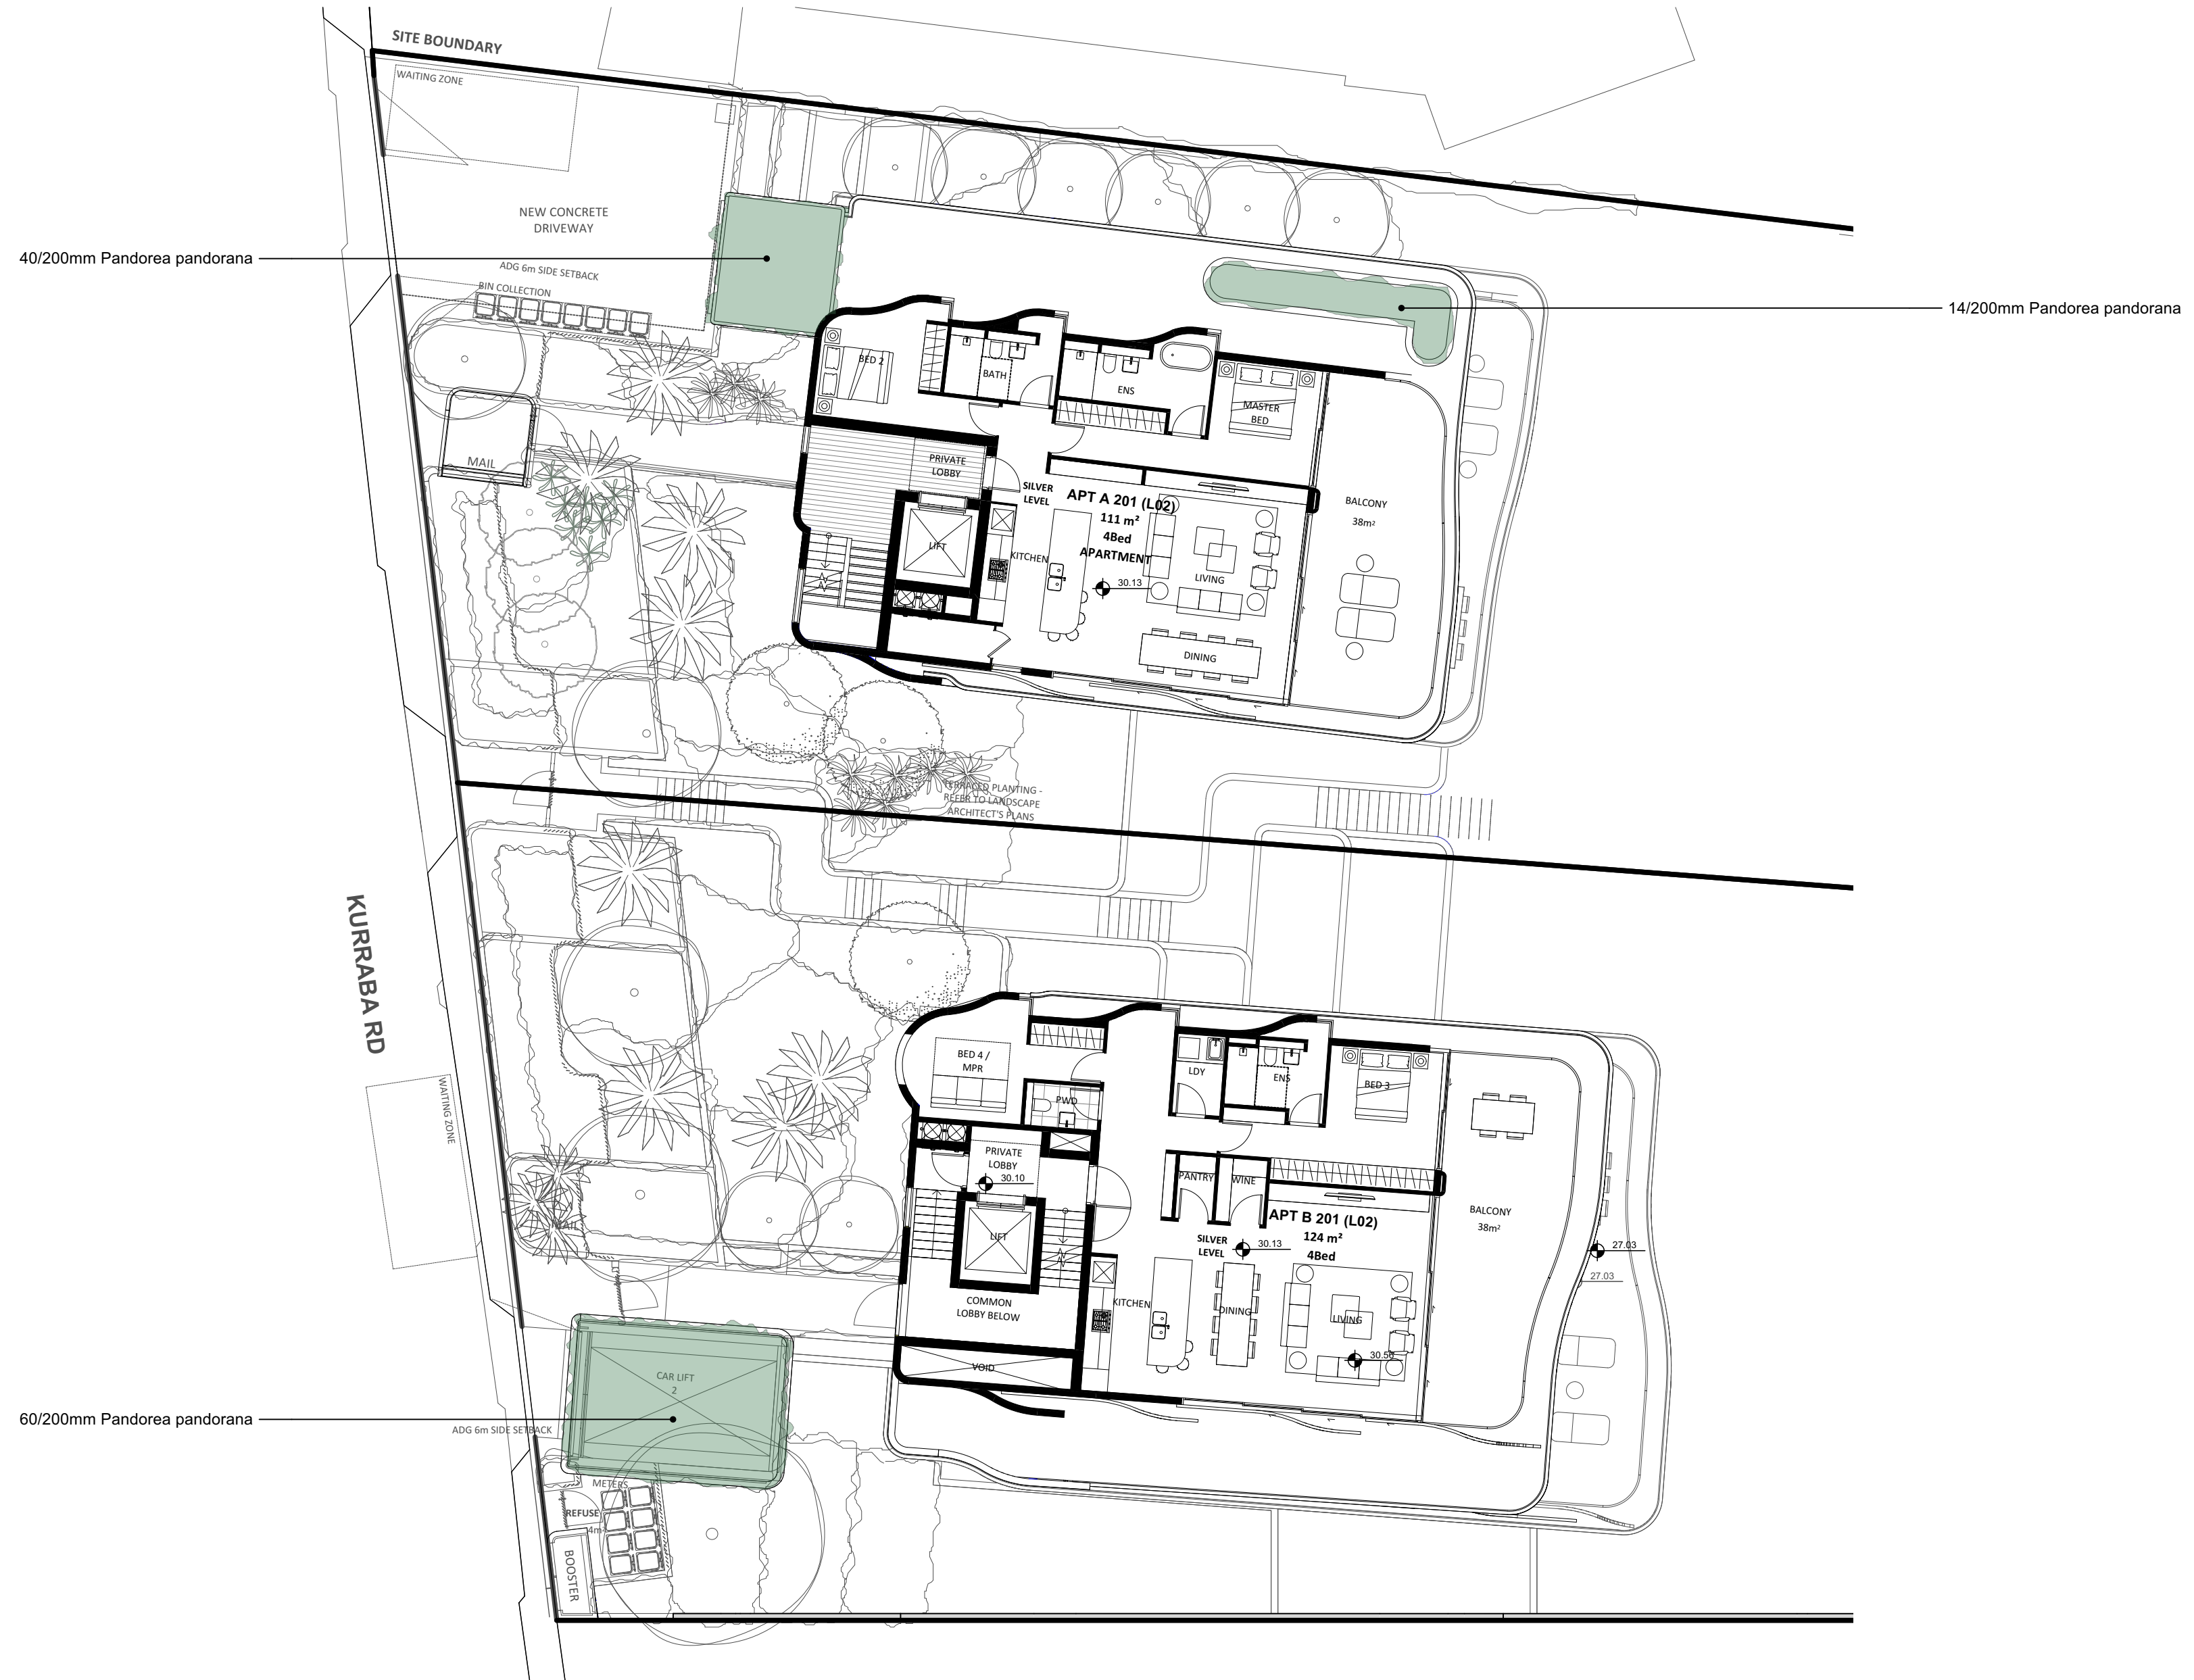 SITE BOUNDARY
WAITING ZONE
NEW CONCRETE
DRIVEWAY
40/200mm Pandorea pandorana
ADG 6m SIDE SETBACK
BIN COLLECTION
14/200mm Pandorea pandorana
BED 2
BATH
ENS
MASTER
BED
MAIL
PRIVATE
LOBBY
SILVER
LEVEL
APT A 201 (L02)
111 m²
4Bed
APARTMENT
BALCONY
38m²
LIFT
KITCHEN
30.13
LIVING
DINING
TERRACED PLANTING -
REFER TO LANDSCAPE
ARCHITECT'S PLANS
KURRABA RD
WAITING ZONE
BED 4 /
MPR
LDY
ENS
BED 3
PWD
PRIVATE
LOBBY
30.10
PANTRY
WINE
MAIL
LIFT
APT B 201 (L02)
124 m²
4Bed
SILVER
LEVEL
30.13
BALCONY
38m²
27.03
27.03
COMMON
LOBBY BELOW
KITCHEN
DINING
LIVING
30.50
VOID
CAR LIFT
2
60/200mm Pandorea pandorana
ADG 6m SIDE SETBACK
METERS
REFUSE
BOOSTER